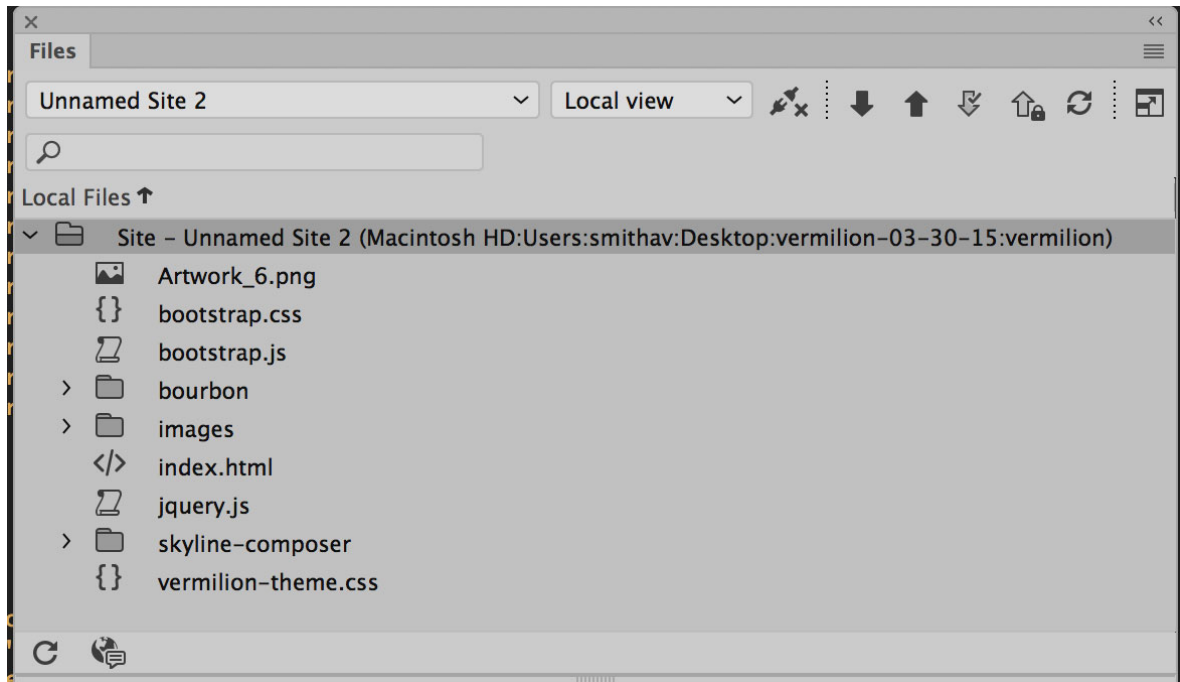 Files
Unnamed Site 2 Local view
Local Files
Site – Unnamed Site 2 (Macintosh HD:Users:smithav:Desktop:vermilion-03-30-15:vermilion)
Artwork_6.png
bootstrap.css
bootstrap.js
bourbon
images
index.html
jquery.js
skyline-composer
vermilion-theme.css